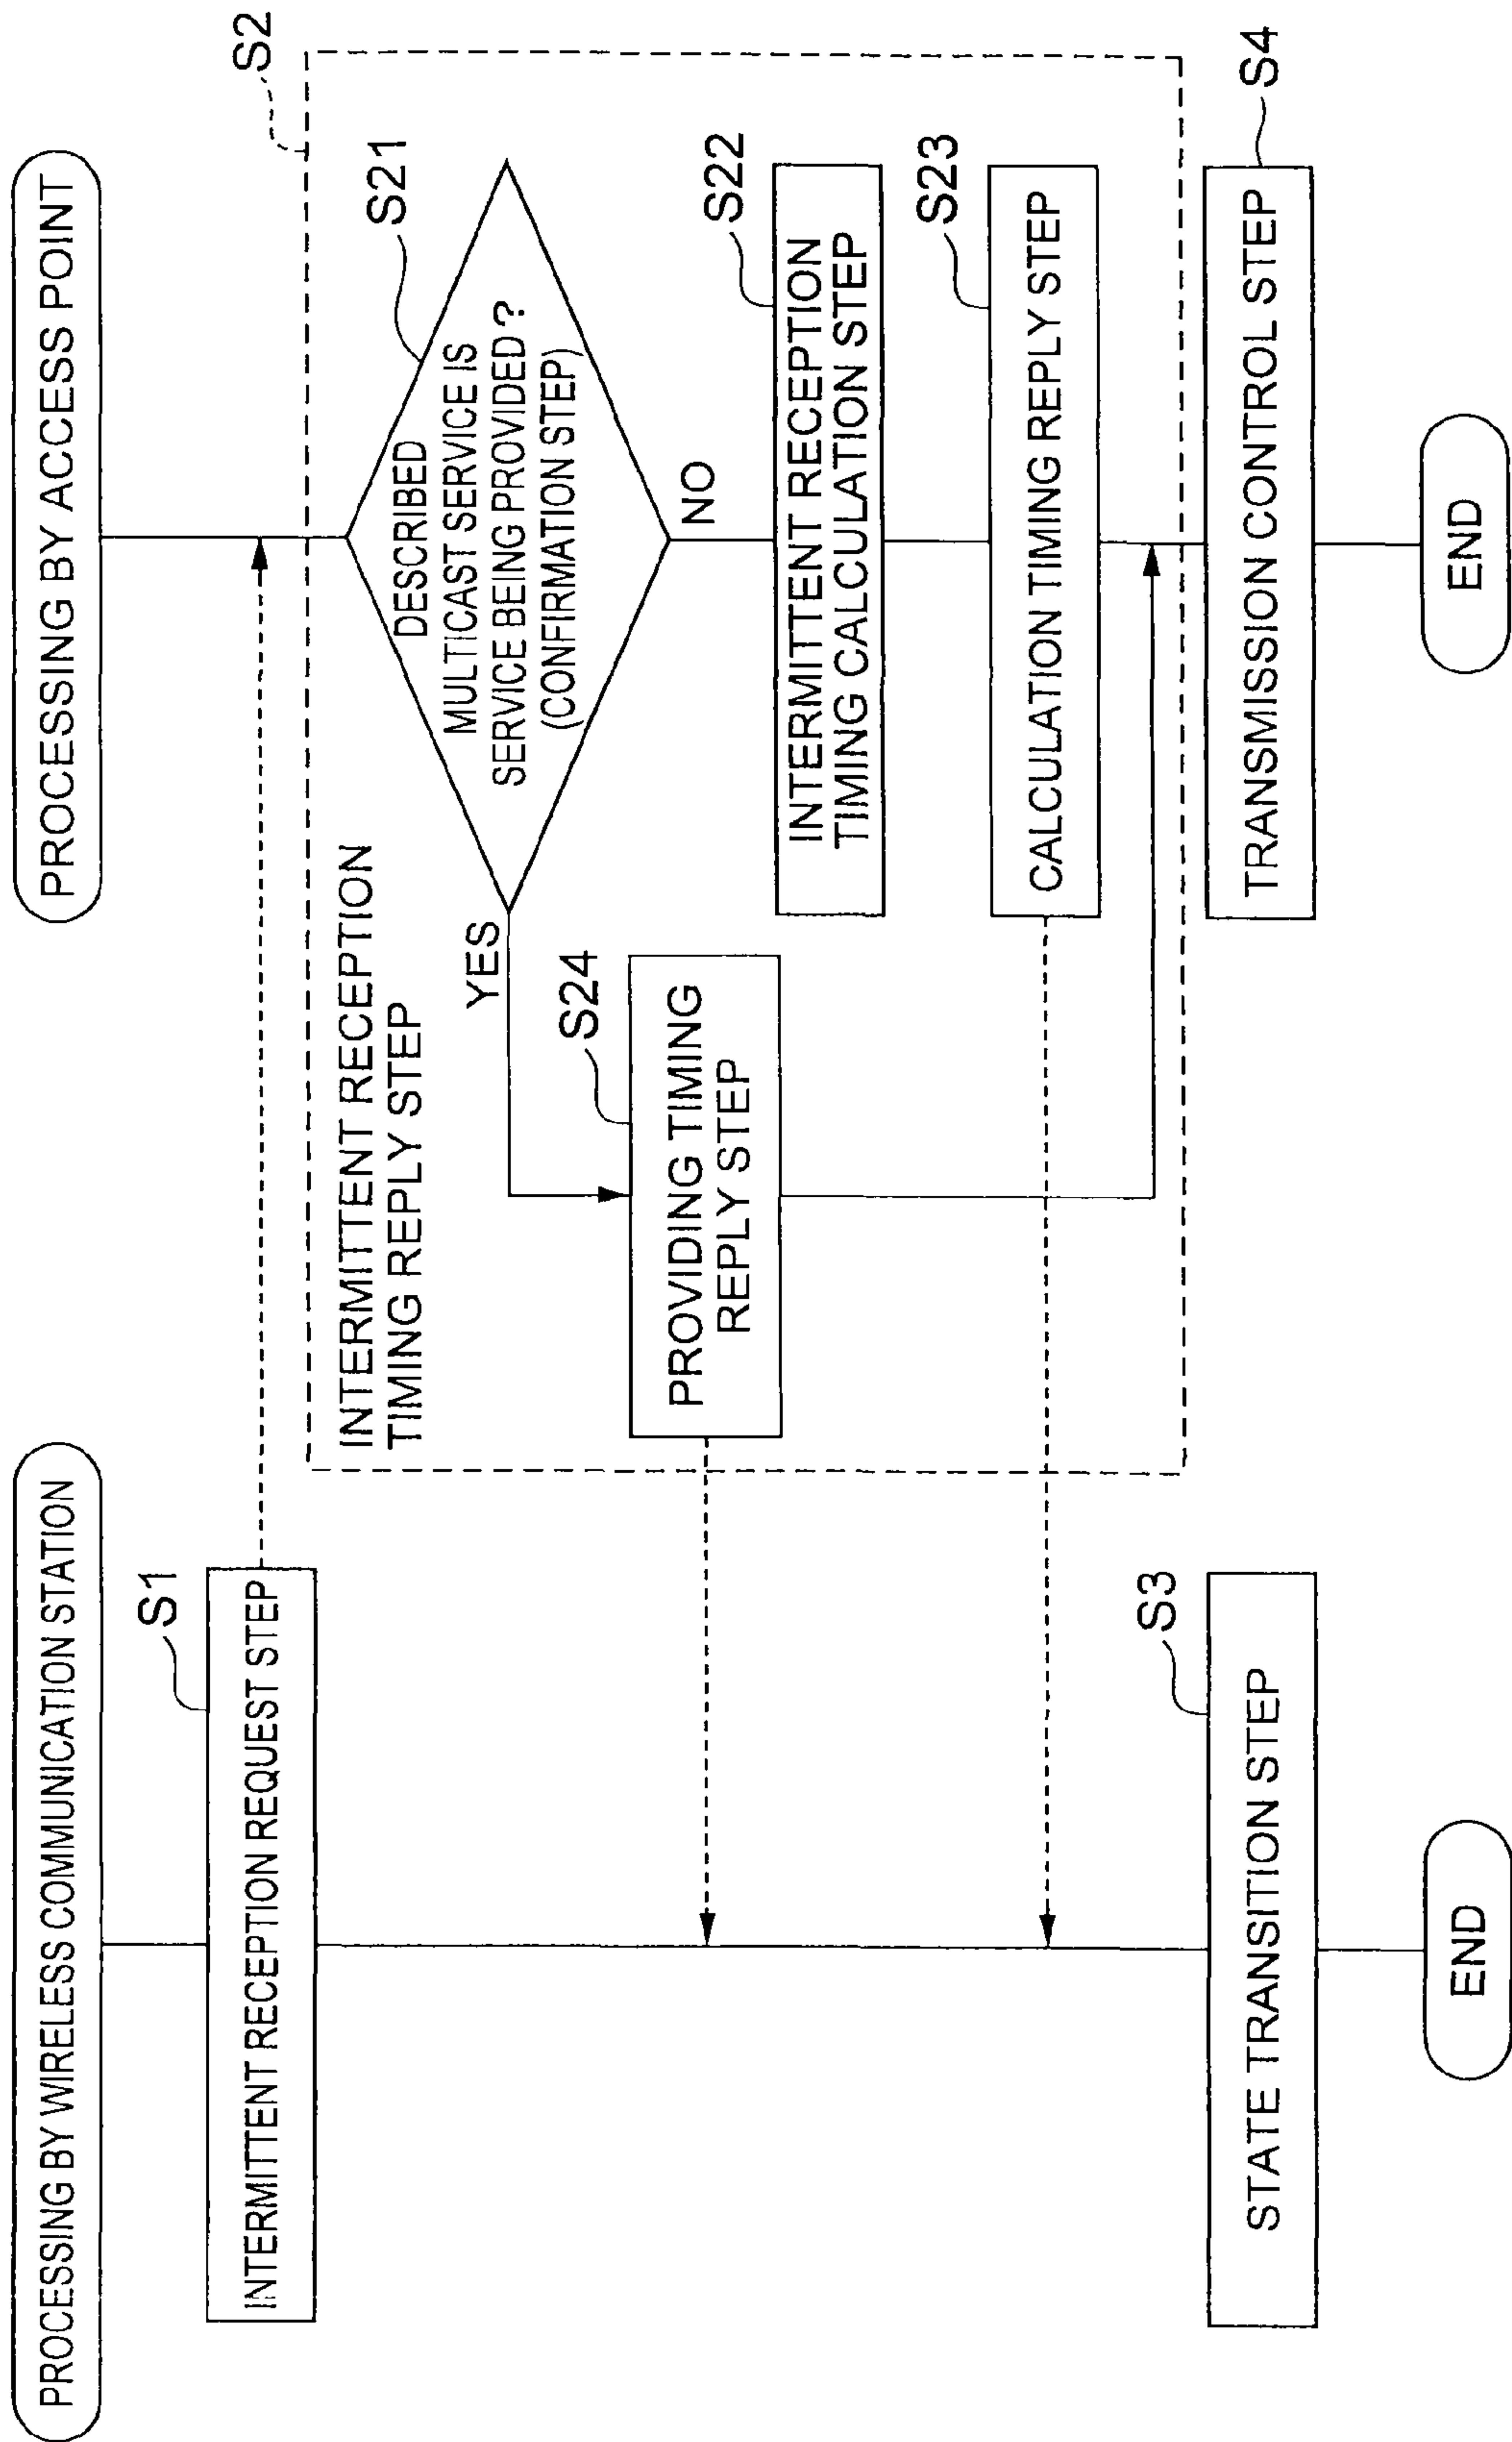 PROCESSING BY WIRELESS COMMUNICATION STATION
S1
INTERMITTENT RECEPTION REQUEST STEP
S3
STATE TRANSITION STEP
END
PROCESSING BY ACCESS POINT
S2
INTERMITTENT RECEPTION
TIMING REPLY STEP
S21
DESCRIBED
MULTICAST SERVICE IS
SERVICE BEING PROVIDED?
(CONFIRMATION STEP)
YES
NO
S24
PROVIDING TIMING
REPLY STEP
S22
INTERMITTENT RECEPTION
TIMING CALCULATION STEP
S23
CALCULATION TIMING REPLY STEP
S4
TRANSMISSION CONTROL STEP
END